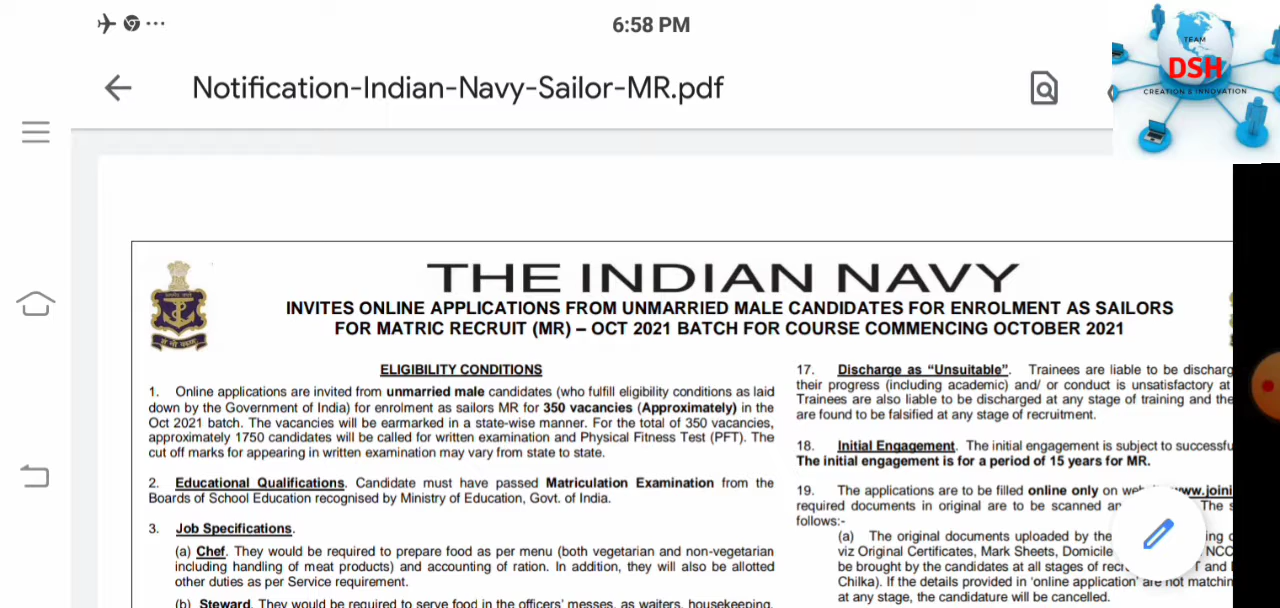 6:58 PM
Notification-Indian-Navy-Sailor-MR.pdf
TEAM
DSH
CREATION & INNOVATION
THE INDIAN NAVY
INVITES ONLINE APPLICATIONS FROM UNMARRIED MALE CANDIDATES FOR ENROLMENT AS SAILORS
FOR MATRIC RECRUIT (MR) – OCT 2021 BATCH FOR COURSE COMMENCING OCTOBER 2021
ELIGIBILITY CONDITIONS
1. Online applications are invited from unmarried male candidates (who fulfill eligibility conditions as laid
down by the Government of India) for enrolment as sailors MR for 350 vacancies (Approximately) in the
Oct 2021 batch. The vacancies will be earmarked in a state-wise manner. For the total of 350 vacancies,
approximately 1750 candidates will be called for written examination and Physical Fitness Test (PFT). The
cut off marks for appearing in written examination may vary from state to state.
2. Educational Qualifications. Candidate must have passed Matriculation Examination from the
Boards of School Education recognised by Ministry of Education, Govt. of India.
3. Job Specifications.
(a) Chef. They would be required to prepare food as per menu (both vegetarian and non-vegetarian
including handling of meat products) and accounting of ration. In addition, they will also be allotted
other duties as per Service requirement.
(b) Steward. They would be required to serve food in the officers' messes, as waiters, housekeeping,
17. Discharge as “Unsuitable”. Trainees are liable to be discharg
their progress (including academic) and/ or conduct is unsatisfactory at
Trainees are also liable to be discharged at any stage of training and the
are found to be falsified at any stage of recruitment.
18. Initial Engagement. The initial engagement is subject to successfu
The initial engagement is for a period of 15 years for MR.
19. The applications are to be filled online only on ww.joini
required documents in original are to be scanned an The s
follows:-
(a) The original documents uploaded by the ing
viz Original Certificates, Mark Sheets, Domicile NCC
be brought by the candidates at all stages of recr T and
Chilka). If the details provided in 'online application' are not matchin
at any stage, the candidature will be cancelled.